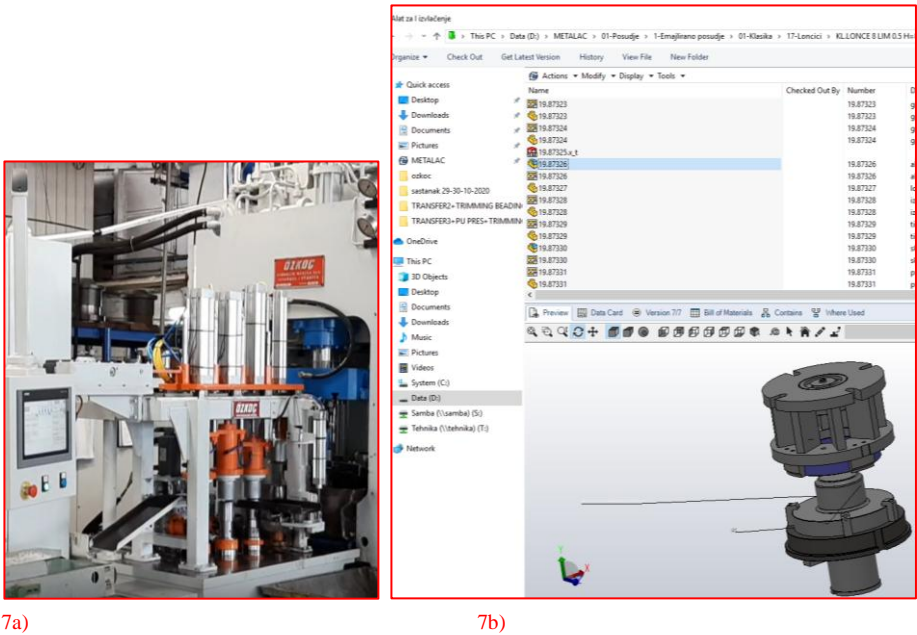 Alat za I izvlačenje
This PC > Data (D:) > METALAC > 01-Posudje > 1-Emajlirano posudje > 01-Klasika > 17-Loncici > KL.LONCE 8 LIM 0.5 H=
Organize Check Out Get Latest Version History View File New Folder
Actions Modify Display Tools
Name Checked Out By Number D
19.87323 19.87323
19.87323 19.87323
19.87324 19.87324
19.87324 19.87324
19.87325.x_t
19.87326 19.87326
19.87326 19.87326
19.87327 19.87327
19.87328 19.87328
19.87328 19.87328
19.87329 19.87329
19.87329 19.87329
19.87330 19.87330
19.87330 19.87330
19.87331 19.87331
19.87331 19.87331
Quick access
Desktop
Downloads
Documents
Pictures
METALAC
ozkoc
sastanak 29-30-10-2020
TRANSFER2+TRIMMING BEADIN
TRANSFER3+PU PRES+TRIMMIN
OneDrive
This PC
3D Objects
Desktop
Documents
Downloads
Music
Pictures
Videos
System (C:)
Data (D:)
Samba (\\samba) (S:)
Tehnika (\\tehnika) (T:)
Network
Preview Data Card Version 7/7 Bill of Materials Contains Where Used
Y
X
ÖZKOÇ
ÖZKOÇ
7a) 7b)